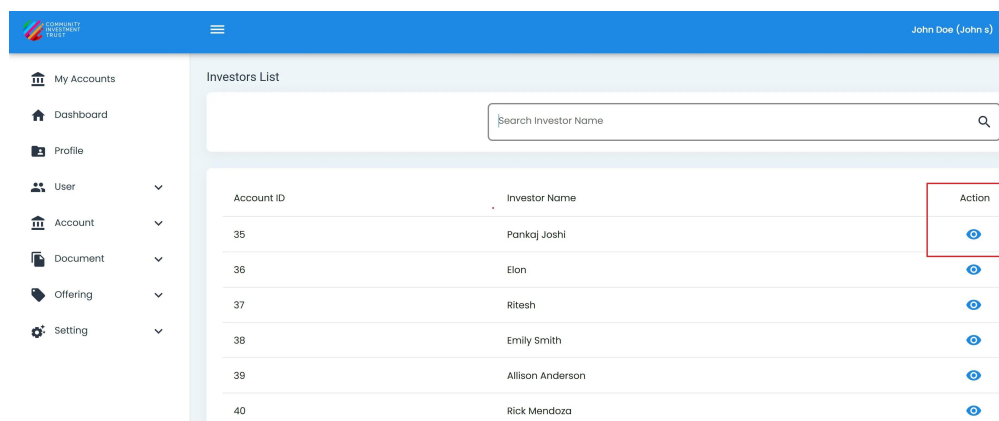 COMMUNITY
INVESTMENT
TRUST
John Doe (John s)
My Accounts
Dashboard
Profile
User
Account
Document
Offering
Setting
Investors List
Search Investor Name
Account ID Investor Name Action
35 Pankaj Joshi
36 Elon
37 Ritesh
38 Emily Smith
39 Allison Anderson
40 Rick Mendoza